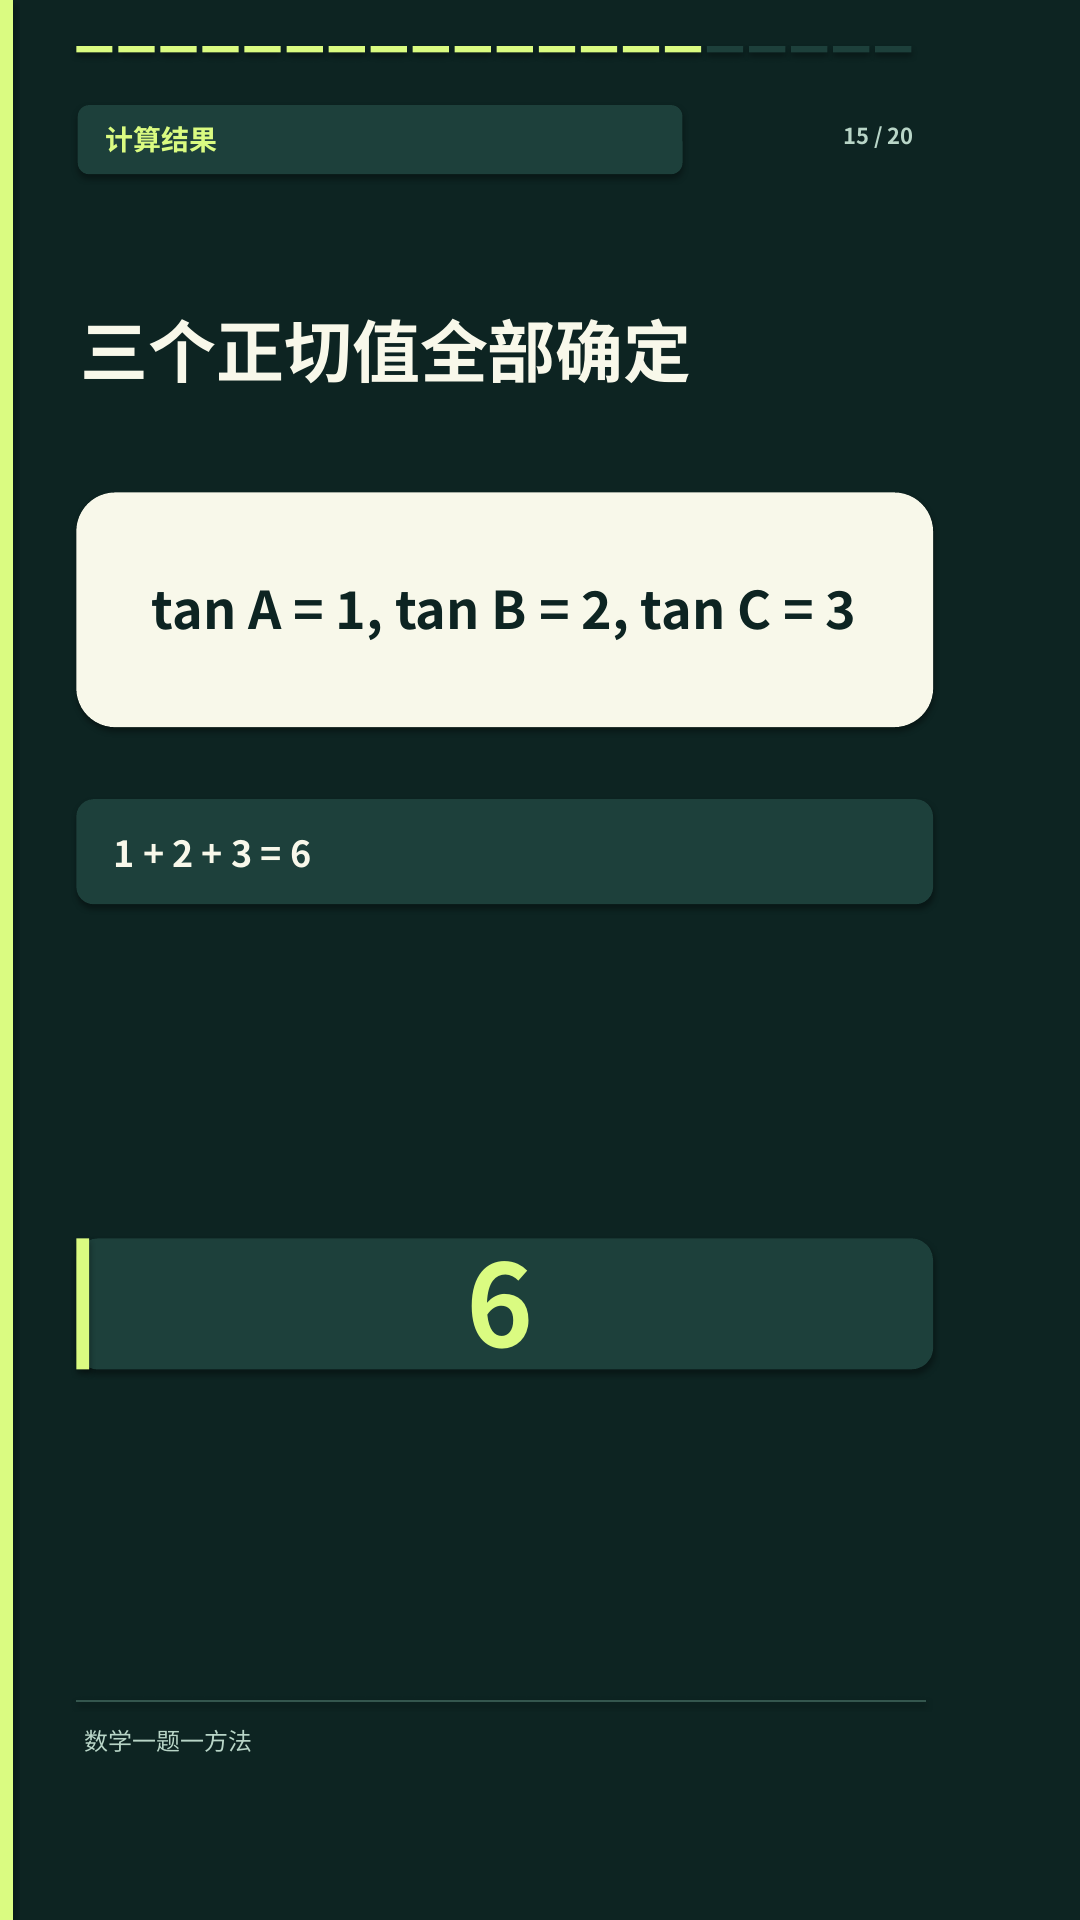 计算结果
15 / 20
三个正切值全部确定
tan A = 1, tan B = 2, tan C = 3
1 + 2 + 3 = 6
6
数学一题一方法